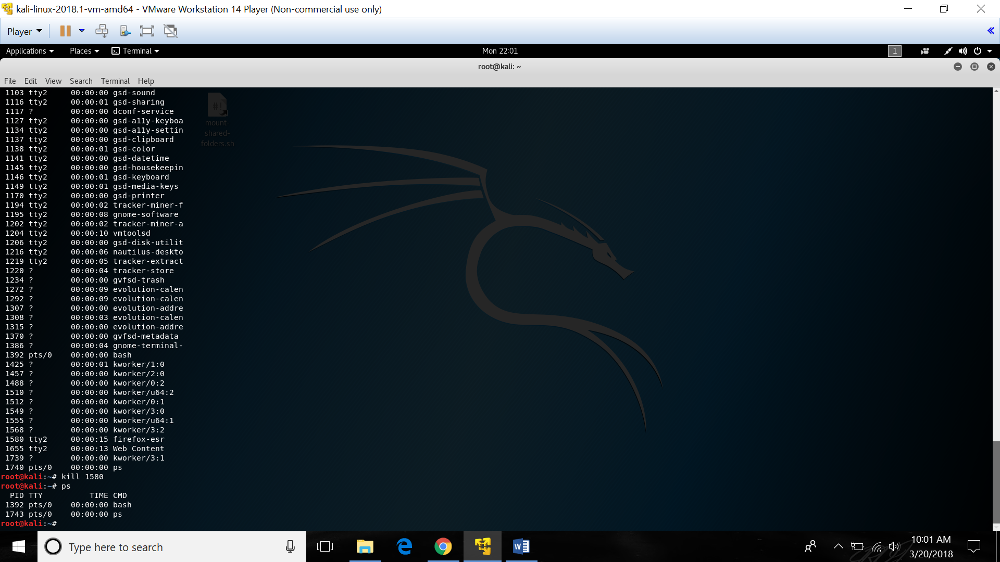 kali-linux-2018.1-vm-amd64 - VMware Workstation 14 Player (Non-commercial use only)
Player
Applications Places Terminal Mon 22:01 1
root@kali: ~
File Edit View Search Terminal Help
1103 tty2     00:00:00 gsd-sound
1116 tty2     00:00:01 gsd-sharing
1117 ?        00:00:00 dconf-service
1127 tty2     00:00:00 gsd-a11y-keyboa
1134 tty2     00:00:00 gsd-a11y-settin
1137 tty2     00:00:00 gsd-clipboard
1138 tty2     00:00:01 gsd-color
1141 tty2     00:00:00 gsd-datetime
1145 tty2     00:00:00 gsd-housekeepin
1146 tty2     00:00:01 gsd-keyboard
1149 tty2     00:00:01 gsd-media-keys
1170 tty2     00:00:00 gsd-printer
1194 tty2     00:00:02 tracker-miner-f
1195 tty2     00:00:08 gnome-software
1202 tty2     00:00:02 tracker-miner-a
1204 tty2     00:00:10 vmtoolsd
1206 tty2     00:00:00 gsd-disk-utilit
1216 tty2     00:00:06 nautilus-deskto
1219 tty2     00:00:05 tracker-extract
1220 ?        00:00:04 tracker-store
1234 ?        00:00:00 gvfsd-trash
1272 ?        00:00:09 evolution-calen
1292 ?        00:00:09 evolution-calen
1307 ?        00:00:00 evolution-addre
1308 ?        00:00:03 evolution-calen
1315 ?        00:00:00 evolution-addre
1370 ?        00:00:00 gvfsd-metadata
1386 ?        00:00:04 gnome-terminal-
1392 pts/0    00:00:00 bash
1425 ?        00:00:01 kworker/1:0
1457 ?        00:00:00 kworker/2:0
1488 ?        00:00:00 kworker/0:2
1510 ?        00:00:00 kworker/u64:2
1512 ?        00:00:00 kworker/0:1
1549 ?        00:00:00 kworker/3:0
1555 ?        00:00:00 kworker/u64:1
1568 ?        00:00:00 kworker/3:2
1580 tty2     00:00:15 firefox-esr
1655 tty2     00:00:13 Web Content
1739 ?        00:00:00 kworker/3:1
1740 pts/0    00:00:00 ps
root@kali:~# kill 1580
root@kali:~# ps
  PID TTY          TIME CMD
1392 pts/0    00:00:00 bash
1743 pts/0    00:00:00 ps
root@kali:~#
#!
mount-
shared-
folders.sh
Type here to search
10:01 AM
3/20/2018